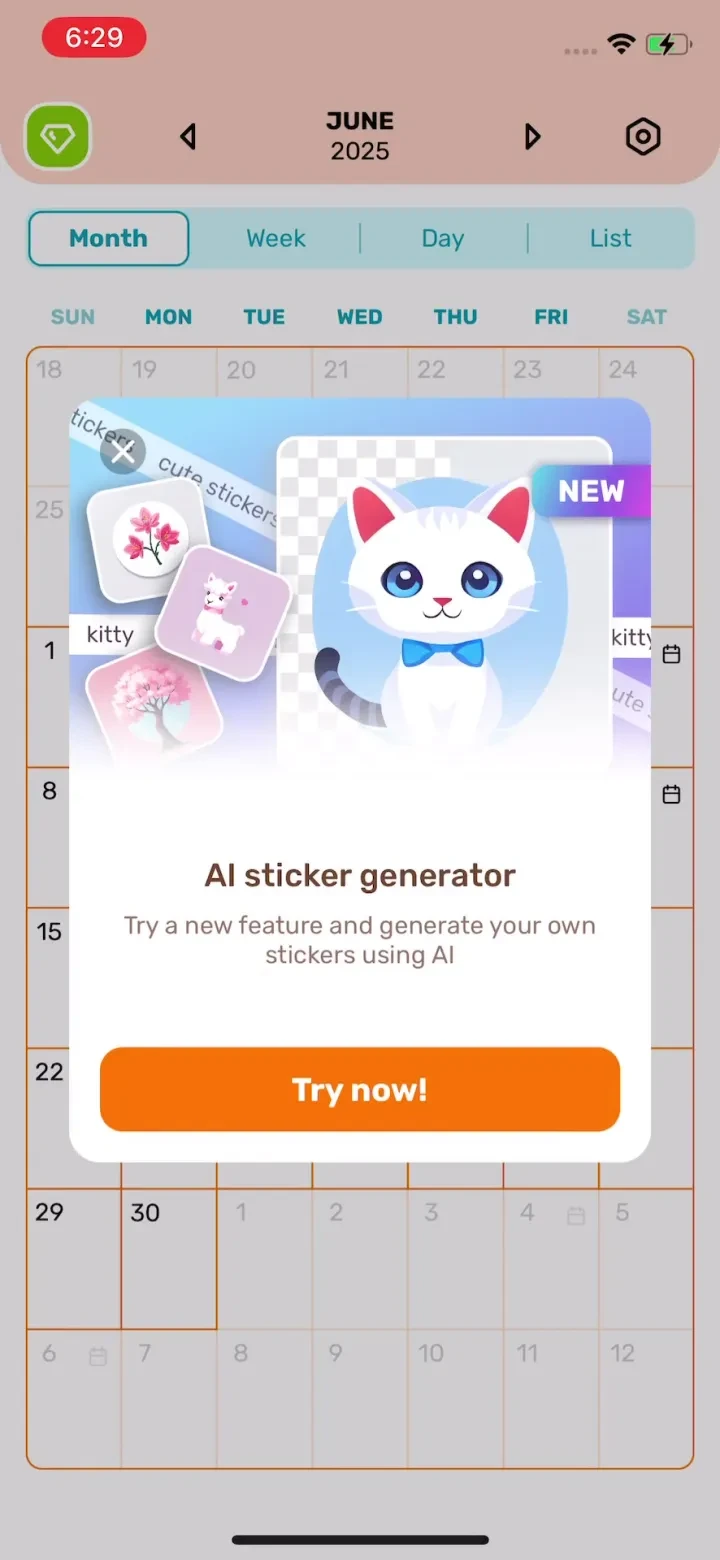 6:29
JUNE
2025
Month
Week
Day
List
SUN
MON
TUE
WED
THU
FRI
SAT
18
19
20
21
22
23
24
tickers
cute stickers
NEW
25
1
kitty
kitty
ute
8
AI sticker generator
Try a new feature and generate your own
stickers using AI
15
22
Try now!
29
30
1
2
3
4
5
6
7
8
9
10
11
12